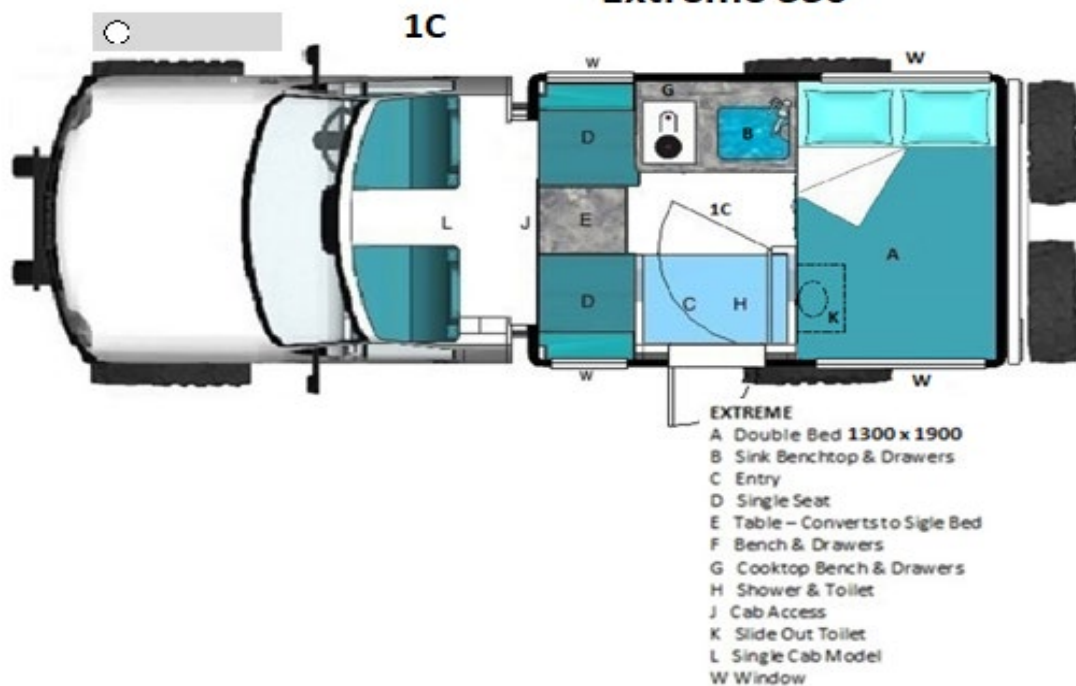 Extreme
1C
W
W
G
D
B
1C
L
J
E
A
D
C
H
K
W
W
EXTREME
A Double Bed 1300 x 1900
B Sink Benchtop & Drawers
C Entry
D Single Seat
E Table – Converts to Sigle Bed
F Bench & Drawers
G Cooktop Bench & Drawers
H Shower & Toilet
J Cab Access
K Slide Out Toilet
L Single Cab Model
W Window